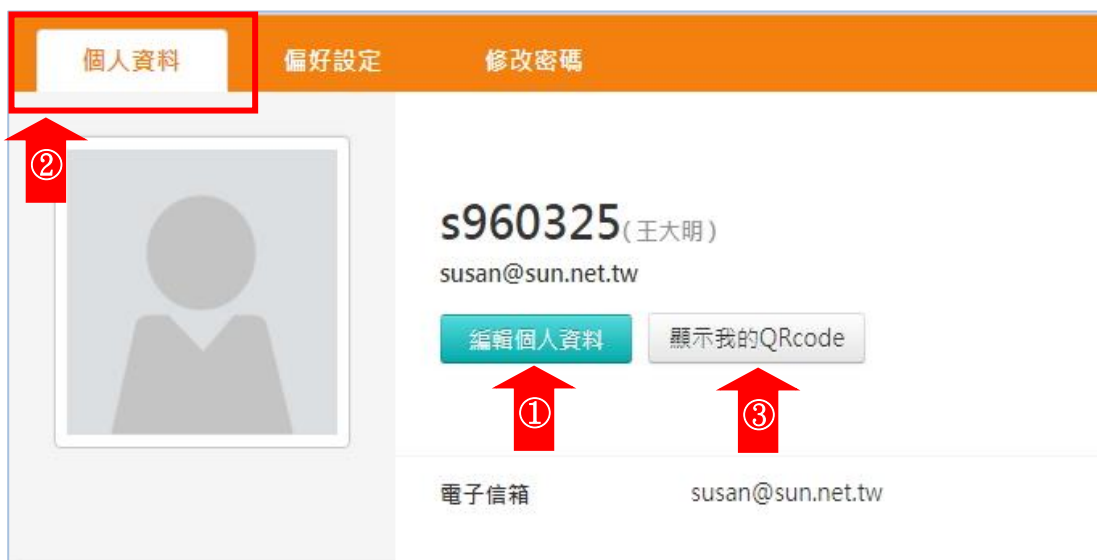 個人資料 偏好設定 修改密碼
②
s960325(王大明)
susan@sun.net.tw
編輯個人資料 顯示我的QRcode
① ③
電子信箱 susan@sun.net.tw